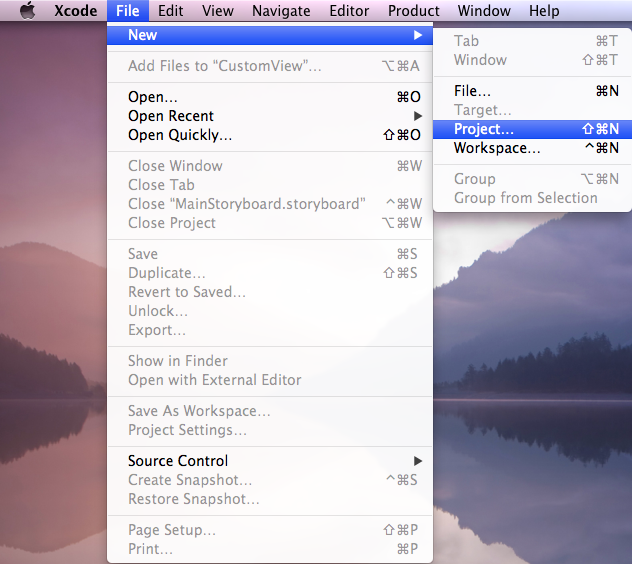 Xcode File Edit View Navigate Editor Product Window Help
New
Add Files to “CustomView”… ⌥⌘A
Open… ⌘O
Open Recent
Open Quickly… ⇧⌘O
Close Window ⌘W
Close Tab
Close “MainStoryboard.storyboard” ^⌘W
Close Project ⌥⌘W
Save ⌘S
Duplicate… ⇧⌘S
Revert to Saved…
Unlock…
Export…
Show in Finder
Open with External Editor
Save As Workspace…
Project Settings…
Source Control
Create Snapshot… ^⌘S
Restore Snapshot…
Page Setup… ⇧⌘P
Print… ⌘P
Tab ⌘T
Window ⇧⌘T
File… ⌘N
Target…
Project… ⇧⌘N
Workspace… ^⌘N
Group ⌥⌘N
Group from Selection